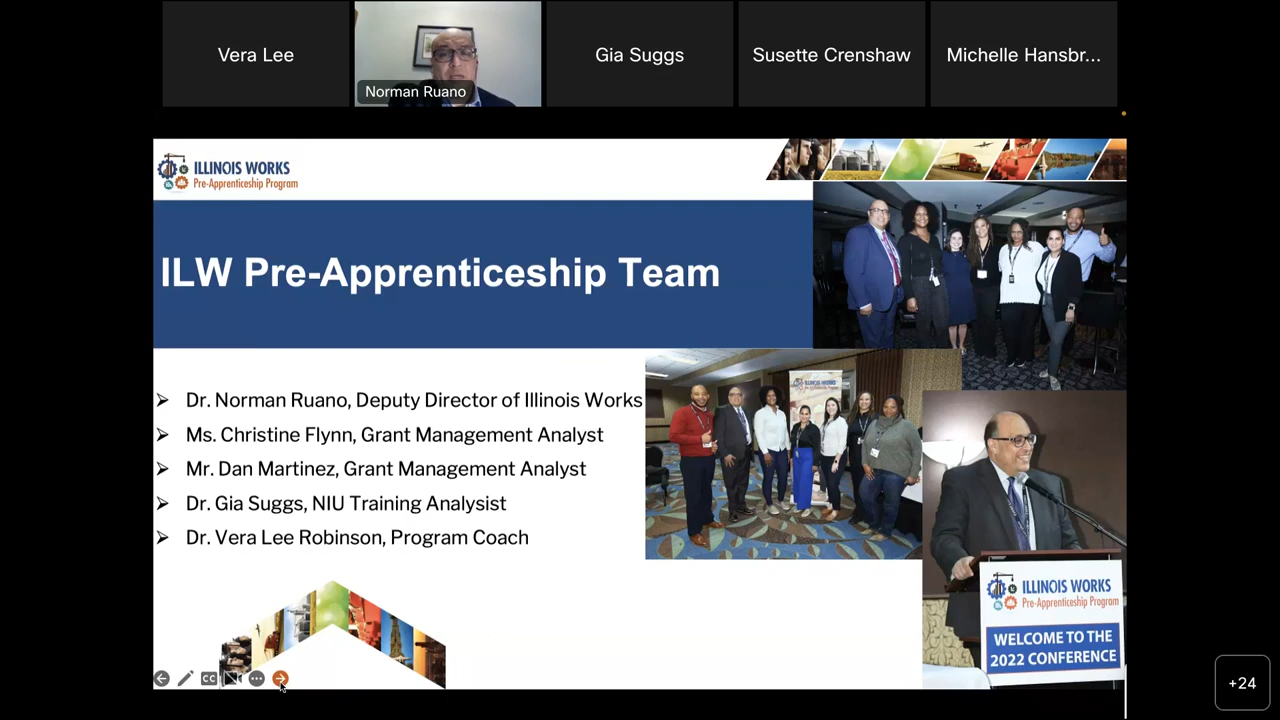 Vera Lee
Norman Ruano
Gia Suggs
Susette Crenshaw
Michelle Hansbr...
ILLINOIS WORKS
Pre-Apprenticeship Program
ILW Pre-Apprenticeship Team
➢ Dr. Norman Ruano, Deputy Director of Illinois Works
➢ Ms. Christine Flynn, Grant Management Analyst
➢ Mr. Dan Martinez, Grant Management Analyst
➢ Dr. Gia Suggs, NIU Training Analysist
➢ Dr. Vera Lee Robinson, Program Coach
ILLINOIS WORKS
ILLINOIS WORKS
Pre-Apprenticeship Program
WELCOME TO THE
2022 CONFERENCE
CC
+24